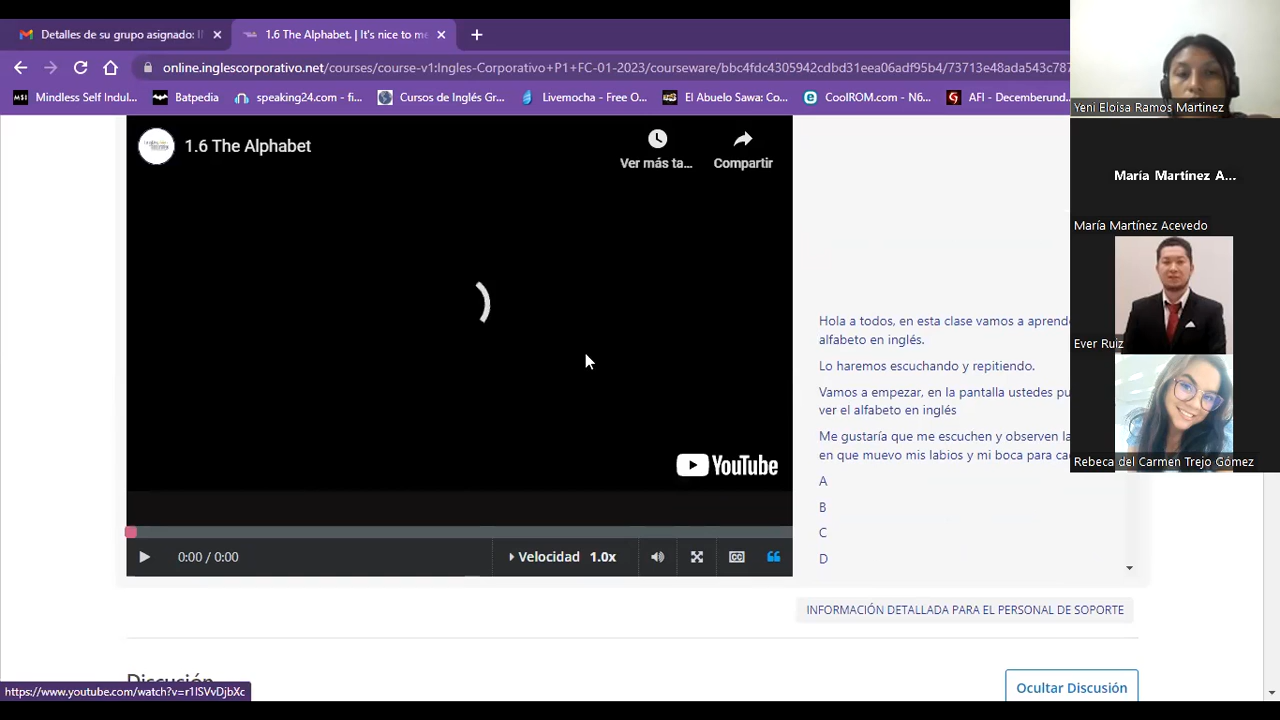 Detalles de su grupo asignado: I
1.6 The Alphabet. | It's nice to me
online.inglescorporativo.net/courses/course-v1:Ingles-Corporativo+P1+FC-01-2023/courseware/bbc4fdc4305942cdbd31eea06adf95b4/73713e48ada543c787
Mindless Self Indul...
Batpedia
speaking24.com - fi...
Cursos de Inglés Gr...
Livemocha - Free O...
El Abuelo Sawa: Co...
CoolROM.com - N6...
AFI - Decemberund...
Yeni Eloisa Ramos Martinez
María Martínez A...
María Martínez Acevedo
Ever Ruiz
Rebeca del Carmen Trejo Gómez
1.6 The Alphabet
Ver más ta...
Compartir
YouTube
0:00 / 0:00
Velocidad 1.0x
CC
Hola a todos, en esta clase vamos a aprend
alfabeto en inglés.
Lo haremos escuchando y repitiendo.
Vamos a empezar, en la pantalla ustedes pu
ver el alfabeto en inglés
Me gustaría que me escuchen y observen la
en que muevo mis labios y mi boca para ca
A
B
C
D
INFORMACIÓN DETALLADA PARA EL PERSONAL DE SOPORTE
Discusión
Ocultar Discusión
https://www.youtube.com/watch?v=r1lSVvDjbXc